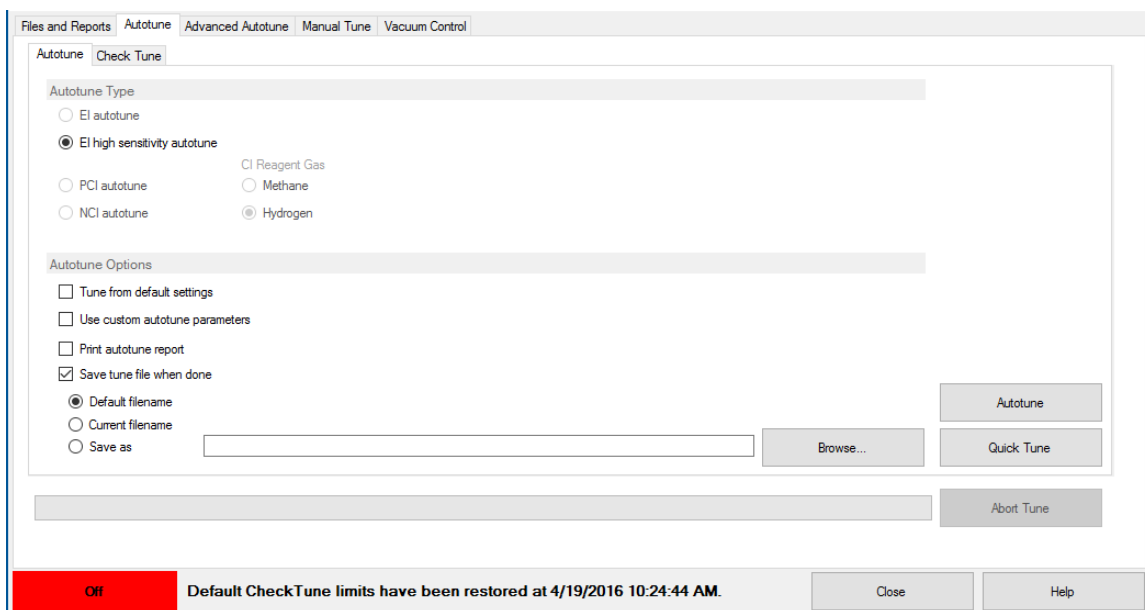 Files and Reports Autotune Advanced Autotune Manual Tune Vacuum Control
Autotune Check Tune
Autotune Type
EI autotune
EI high sensitivity autotune
CI Reagent Gas
PCI autotune Methane
NCI autotune Hydrogen
Autotune Options
Tune from default settings
Use custom autotune parameters
Print autotune report
Save tune file when done
Default filename Autotune
Current filename
Save as Browse... Quick Tune
Abort Tune
Off Default CheckTune limits have been restored at 4/19/2016 10:24:44 AM. Close Help